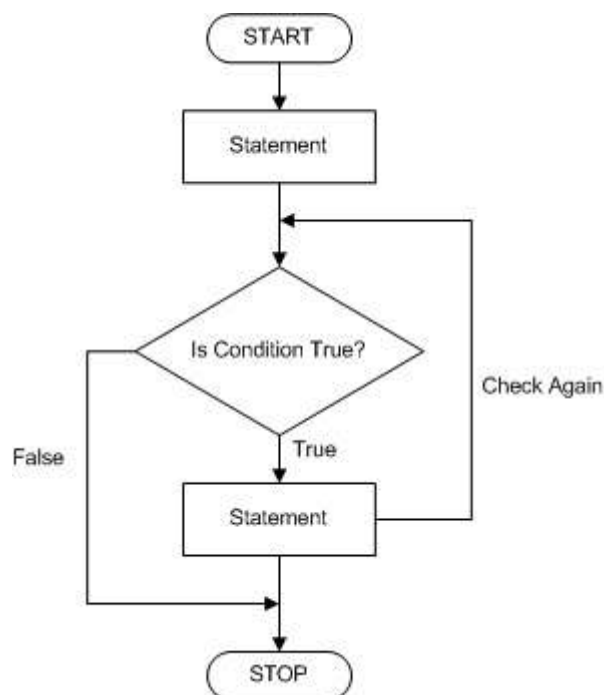 START
Statement
Is Condition True?
Check Again
True
False
Statement
STOP